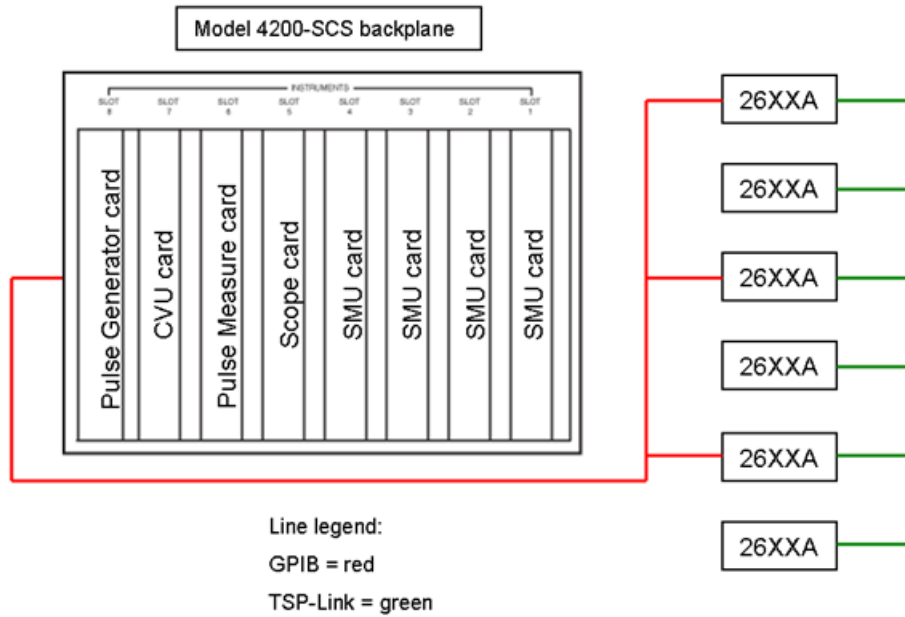 Model 4200-SCS backplane
INSTRUMENTS
SLOT 8
SLOT 7
SLOT 6
SLOT 5
SLOT 4
SLOT 3
SLOT 2
SLOT 1
Pulse Generator card
CVU card
Pulse Measure card
Scope card
SMU card
SMU card
SMU card
SMU card
26XXA
26XXA
26XXA
26XXA
26XXA
26XXA
Line legend:
GPIB = red
TSP-Link = green